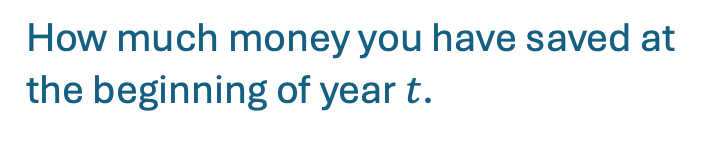 How much money you have saved at
the beginning of year t.